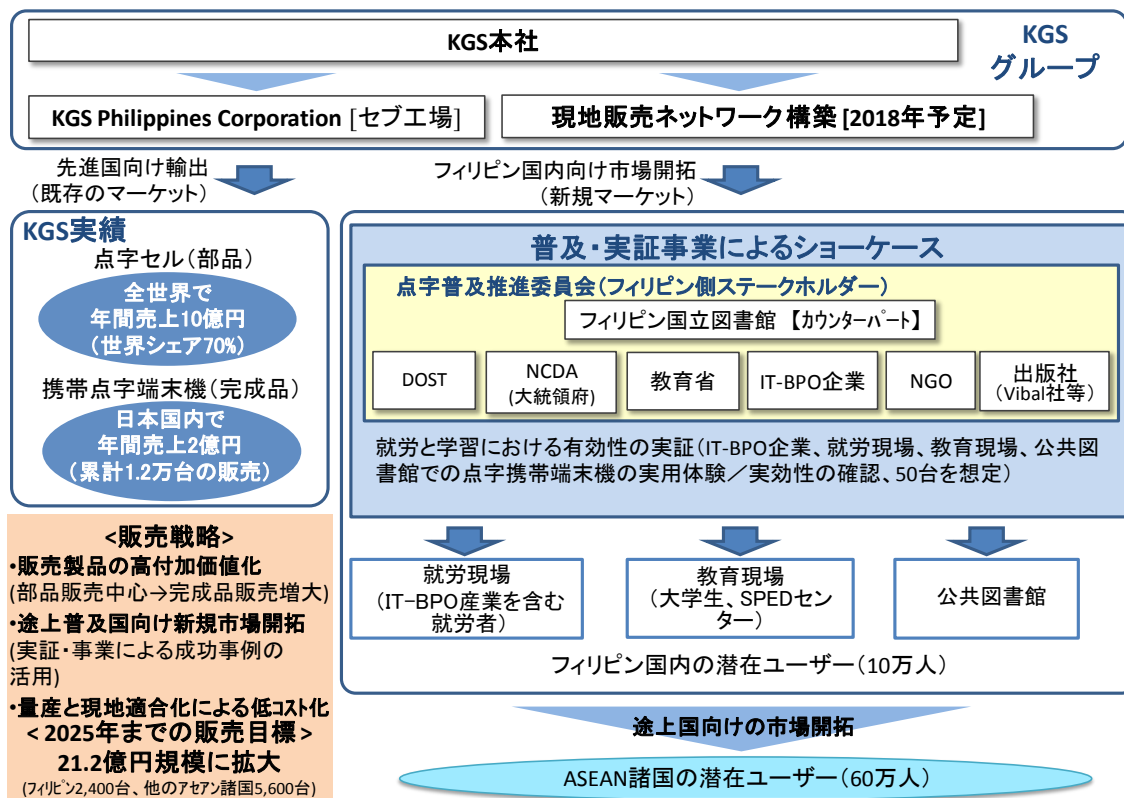 KGS本社
KGS
グループ
KGS Philippines Corporation [セブ工場]
現地販売ネットワーク構築 [2018年予定]
先進国向け輸出
(既存のマーケット)
フィリピン国内向け市場開拓
(新規マーケット)
KGS実績
点字セル(部品)
全世界で
年間売上10億円
(世界シェア70%)
携帯点字端末機(完成品)
日本国内で
年間売上2億円
(累計1.2万台の販売)
普及・実証事業によるショーケース
点字普及推進委員会(フィリピン側ステークホルダー)
フィリピン国立図書館 【カウンターパート】
DOST
NCDA
(大統領府)
教育省
IT-BPO企業
NGO
出版社
(Vibal社等)
就労と学習における有効性の実証(IT-BPO企業、就労現場、教育現場、公共図
書館での点字携帯端末機の実用体験/実効性の確認、50台を想定)
就労現場
(IT-BPO産業を含む
就労者)
教育現場
(大学生、SPEDセン
ター)
公共図書館
フィリピン国内の潜在ユーザー(10万人)
途上国向けの市場開拓
ASEAN諸国の潜在ユーザー(60万人)
<販売戦略>
•販売製品の高付加価値化
(部品販売中心→完成品販売増大)
•途上普及国向け新規市場開拓
(実証・事業による成功事例の
活用)
•量産と現地適合化による低コスト化
< 2025年までの販売目標 >
21.2億円規模に拡大
(フィリピン2,400台、他のアセアン諸国5,600台)